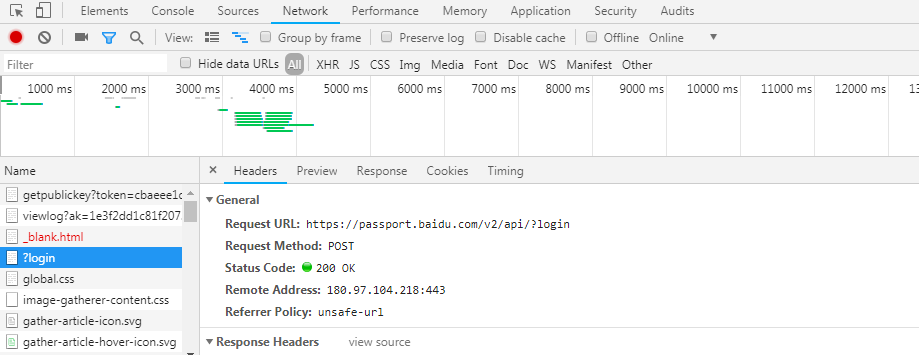 Elements Console Sources Network Performance Memory Application Security Audits
View: Group by frame Preserve log Disable cache Offline Online
Filter Hide data URLs All XHR JS CSS Img Media Font Doc WS Manifest Other
1000 ms 2000 ms 3000 ms 4000 ms 5000 ms 6000 ms 7000 ms 8000 ms 9000 ms 10000 ms 11000 ms 12000 ms 13
Name × Headers Preview Response Cookies Timing
getpublickey?token=cbaeee1c
General
viewlog?ak=1e3f2dd1c81f207
Request URL: https://passport.baidu.com/v2/api/?login
_blank.html
Request Method: POST
?login
Status Code: 200 OK
global.css
Remote Address: 180.97.104.218:443
image-gatherer-content.css
Referrer Policy: unsafe-url
gather-article-icon.svg
gather-article-hover-icon.svg
Response Headers view source